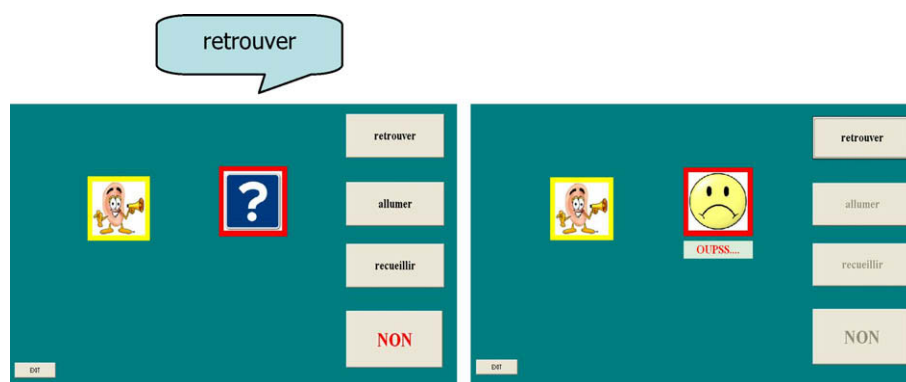 retrouver
retrouver
?
allumer
recueillir
NON
EXIT
retrouver
allumer
OUPSS....
recueillir
NON
EXIT